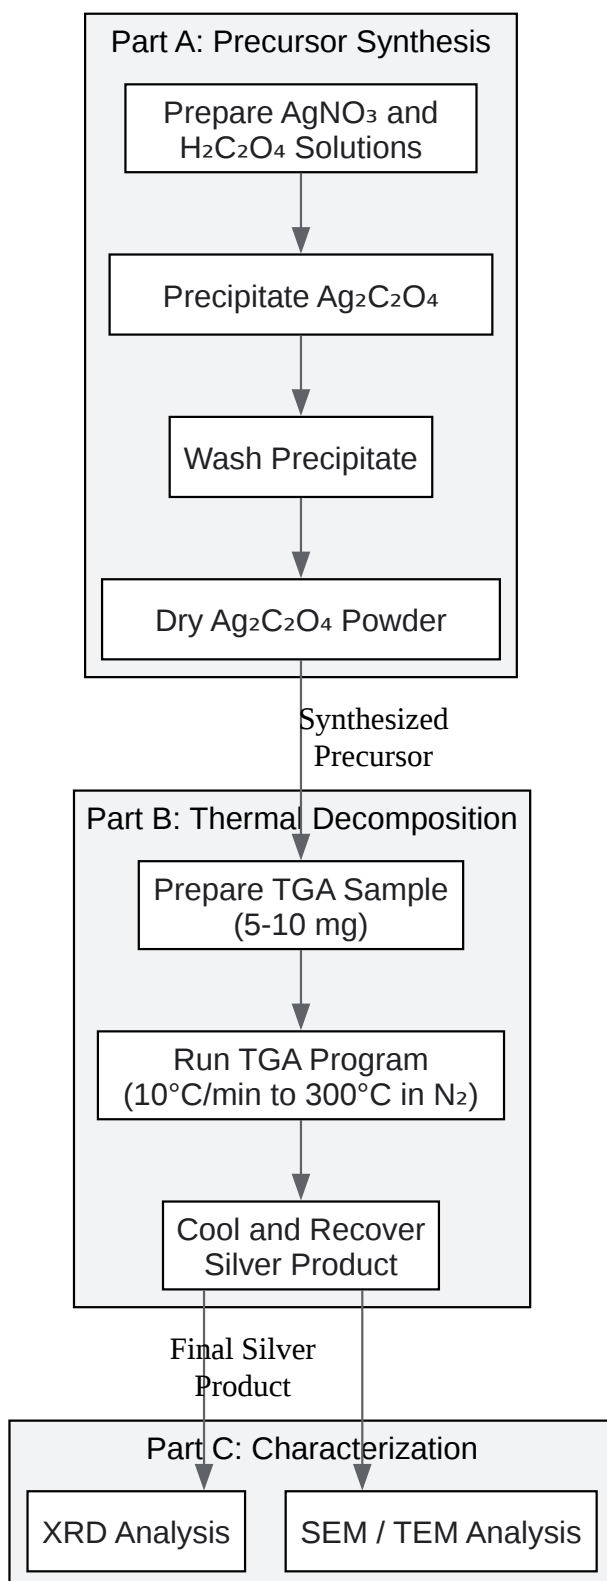 Part A: Precursor Synthesis
Prepare AgNO₃ and
H₂C₂O₄ Solutions
Precipitate Ag₂C₂O₄
Wash Precipitate
Dry Ag₂C₂O₄ Powder
Synthesized
Precursor
Part B: Thermal Decomposition
Prepare TGA Sample
(5-10 mg)
Run TGA Program
(10°C/min to 300°C in N₂)
Cool and Recover
Silver Product
Final Silver
Product
Part C: Characterization
XRD Analysis
SEM / TEM Analysis